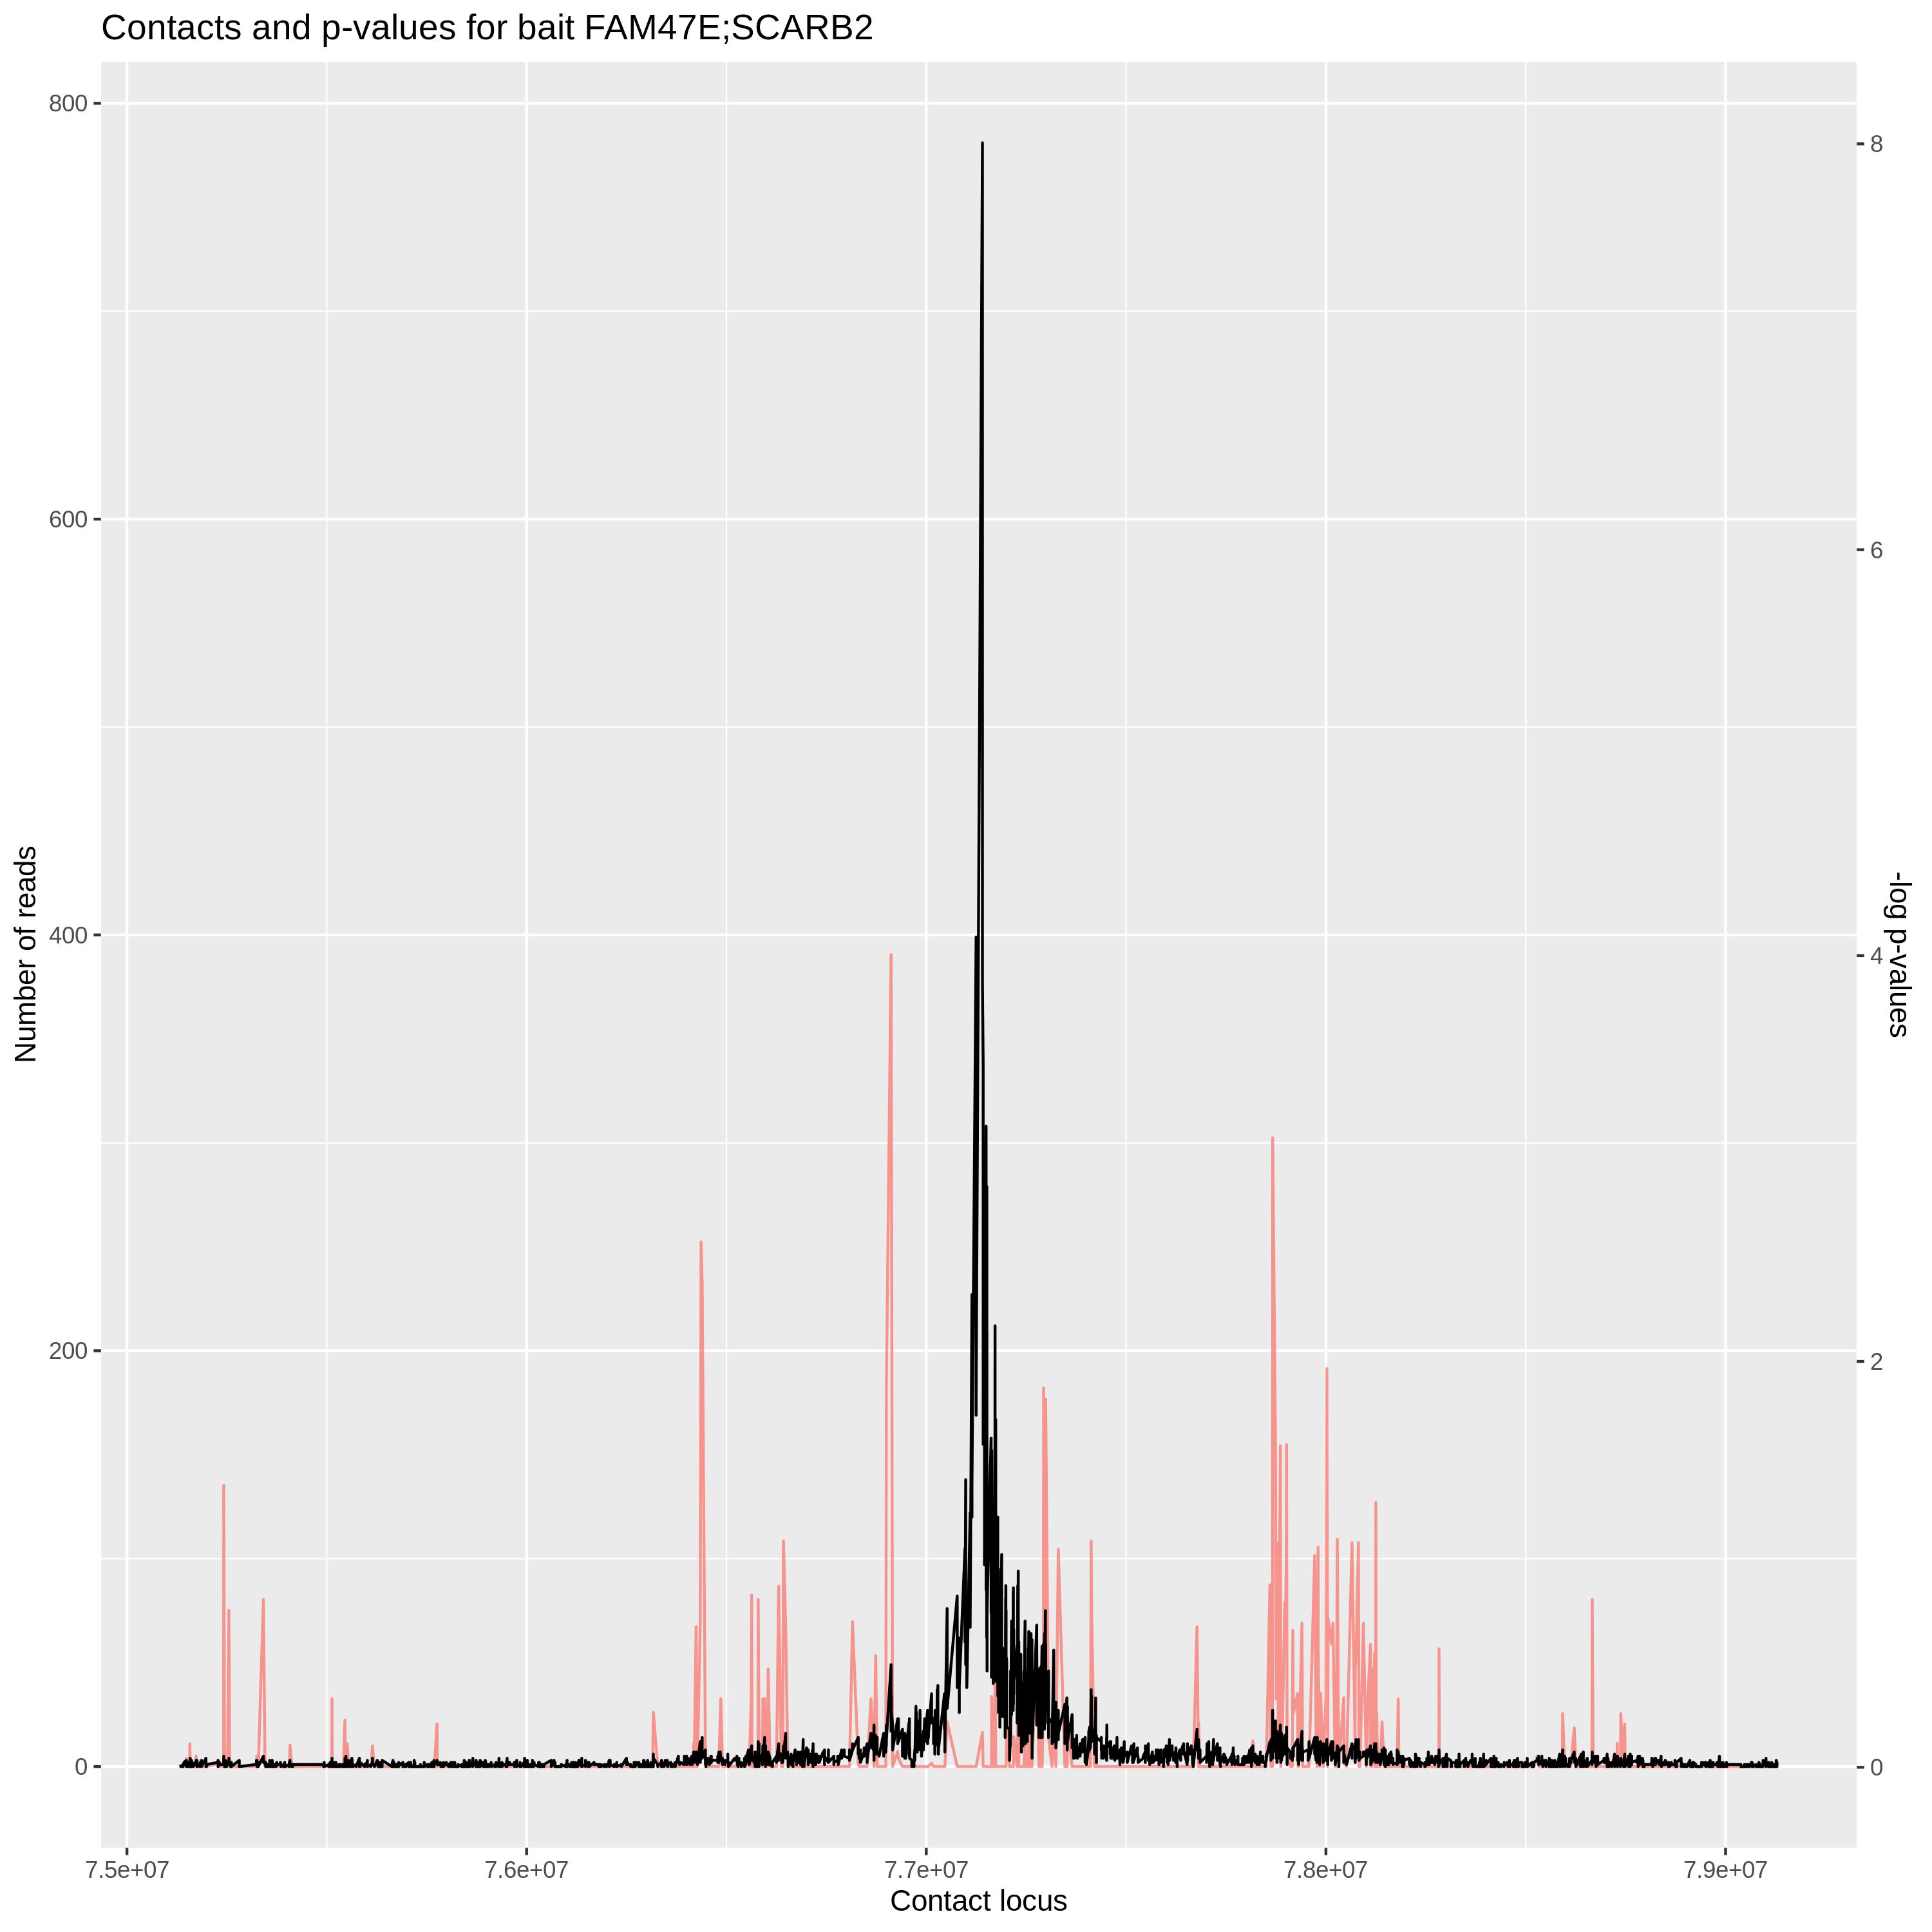 Contacts and p-values for bait FAM47E;SCARB2
800
600
400
200
0
Number of reads
8
6
4
2
0
-log p-values
7.5e+07
7.6e+07
7.7e+07
7.8e+07
7.9e+07
Contact locus